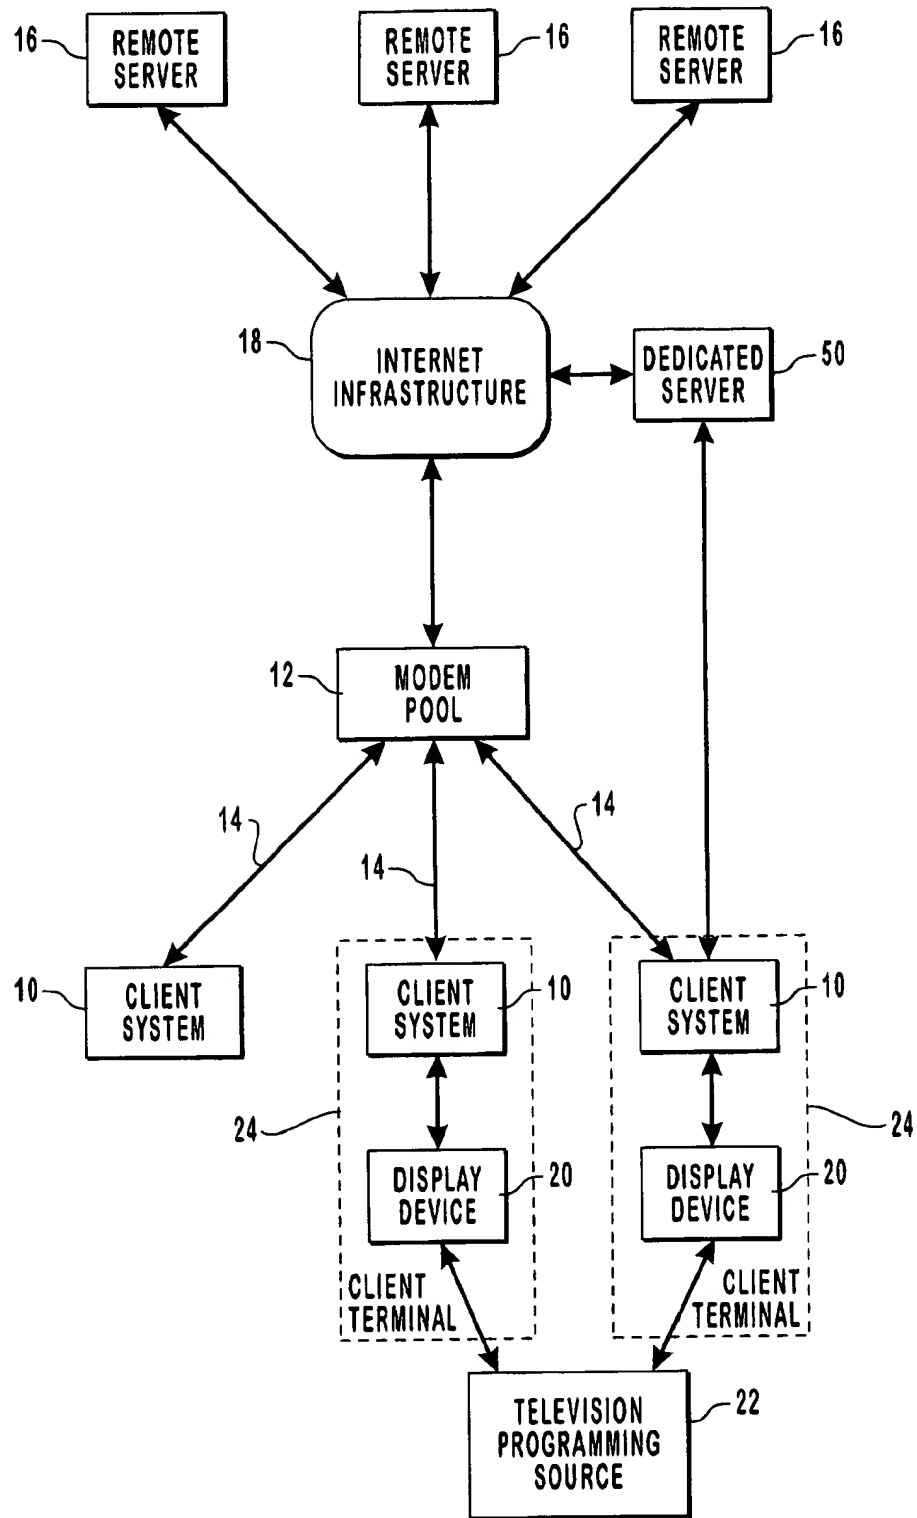 16
REMOTE
SERVER
REMOTE
SERVER
16
REMOTE
SERVER
16
18
INTERNET
INFRASTRUCTURE
DEDICATED
SERVER
50
12
MODEM
POOL
14
14
14
10
CLIENT
SYSTEM
CLIENT
SYSTEM
10
CLIENT
SYSTEM
10
24
24
DISPLAY
DEVICE
20
DISPLAY
DEVICE
20
CLIENT
TERMINAL
CLIENT
TERMINAL
TELEVISION
PROGRAMMING
SOURCE
22